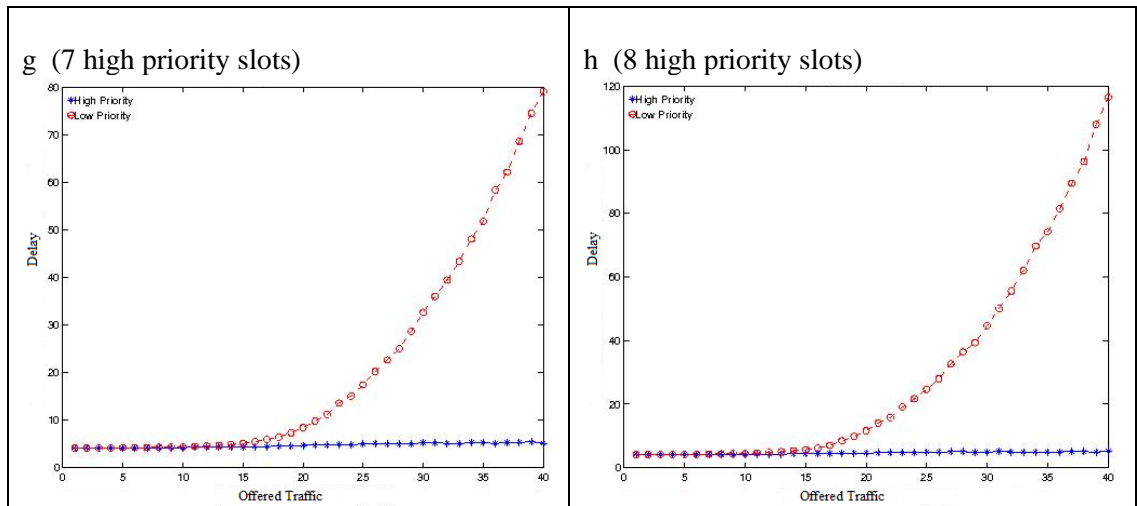 g (7 high priority slots)
80
70
60
50
40
30
20
10
0
Delay
High Priority
Low Priority
0 5 10 15 20 25 30 35 40
Offered Traffic
h (8 high priority slots)
120
100
80
60
40
20
0
Delay
High Priority
Low Priority
0 5 10 15 20 25 30 35 40
Offered Traffic